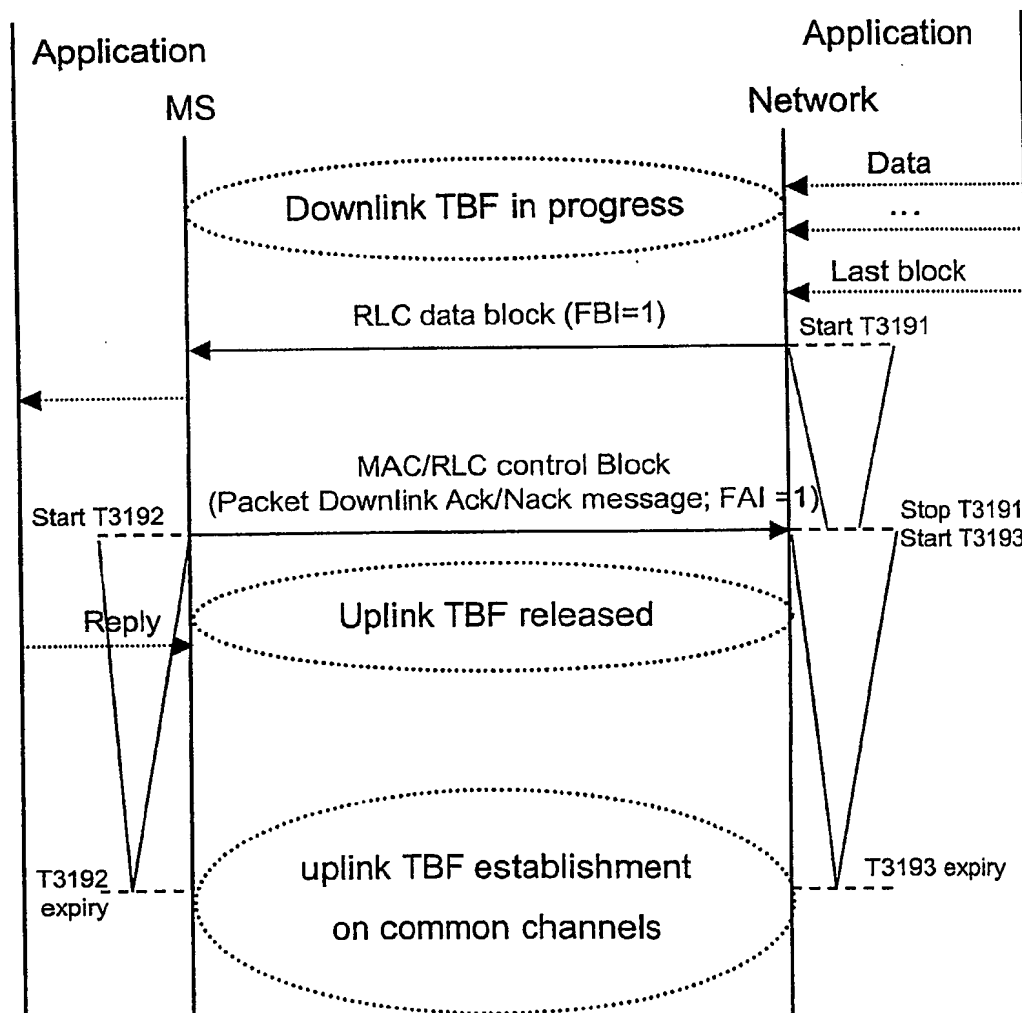 Application
Application
MS
Network
Data
Downlink TBF in progress
...
Last block
RLC data block (FBI=1)
Start T3191
MAC/RLC control Block
(Packet Downlink Ack/Nack message; FAI =1)
Start T3192
Stop T3191
Start T3193
Reply
Uplink TBF released
uplink TBF establishment
on common channels
T3192
expiry
T3193 expiry